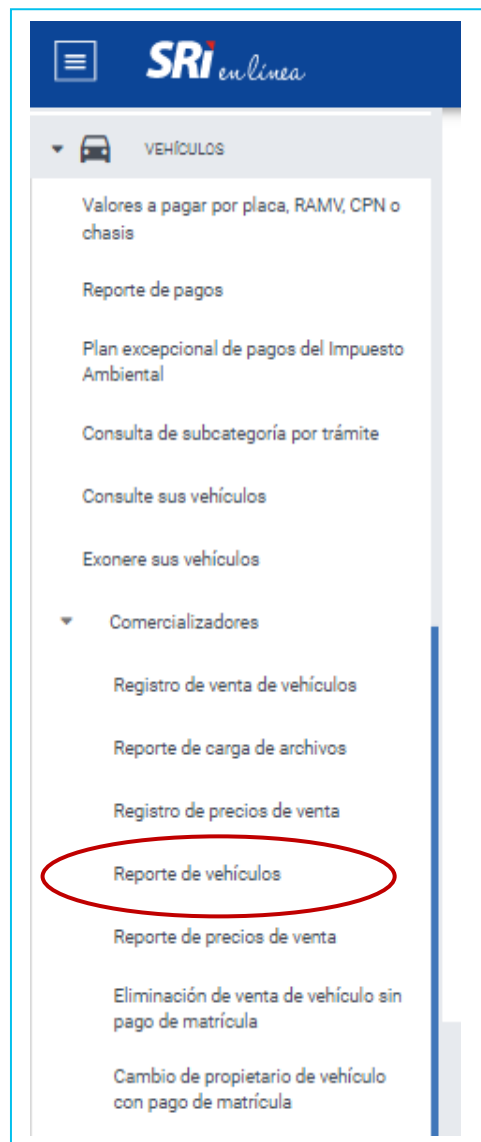 SRi en línea
VEHÍCULOS
Valores a pagar por placa, RAMV, CPN o
chasis
Reporte de pagos
Plan excepcional de pagos del Impuesto
Ambiental
Consulta de subcategoría por trámite
Consulte sus vehículos
Exonere sus vehículos
Comercializadores
Registro de venta de vehículos
Reporte de carga de archivos
Registro de precios de venta
Reporte de vehículos
Reporte de precios de venta
Eliminación de venta de vehículo sin
pago de matrícula
Cambio de propietario de vehículo
con pago de matrícula